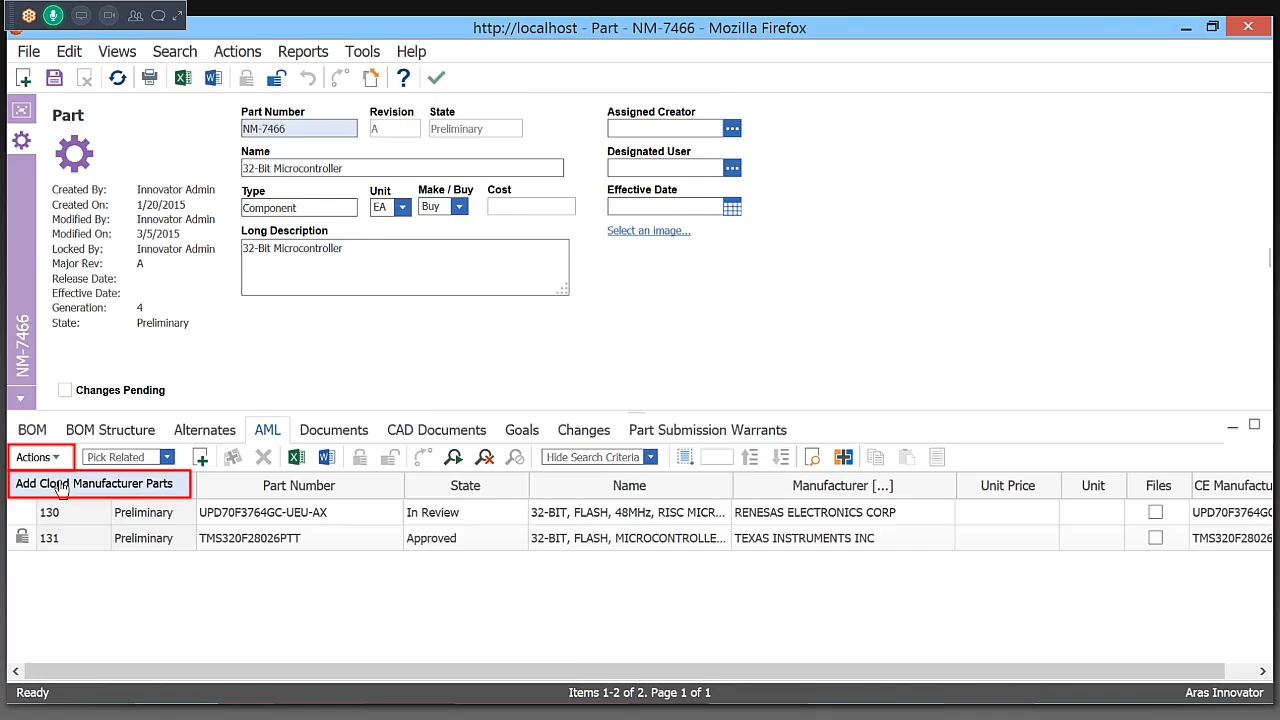 http://localhost - Part - NM-7466 - Mozilla Firefox
File Edit Views Search Actions Reports Tools Help
Part
Part Number Revision State Assigned Creator
NM-7466 A Preliminary
Name Designated User
32-Bit Microcontroller
Type Unit Make / Buy Cost Effective Date
Component EA Buy
Long Description Select an image...
32-Bit Microcontroller
Created By: Innovator Admin
Created On: 1/20/2015
Modified By: Innovator Admin
Modified On: 3/5/2015
Locked By: Innovator Admin
Major Rev: A
Release Date:
Effective Date:
Generation: 4
State: Preliminary
NM-7466
Changes Pending
BOM BOM Structure Alternates AML Documents CAD Documents Goals Changes Part Submission Warrants
Actions Pick Related Hide Search Criteria
Add Cloud Manufacturer Parts Part Number State Name Manufacturer [...] Unit Price Unit Files CE Manufactu
130 Preliminary UPD70F3764GC-UEU-AX In Review 32-BIT, FLASH, 48MHz, RISC MICR... RENESAS ELECTRONICS CORP UPD70F3764GC
131 Preliminary TMS320F28026PTT Approved 32-BIT, FLASH, MICROCONTROLLE... TEXAS INSTRUMENTS INC TMS320F28026
Ready Items 1-2 of 2. Page 1 of 1 Aras Innovator